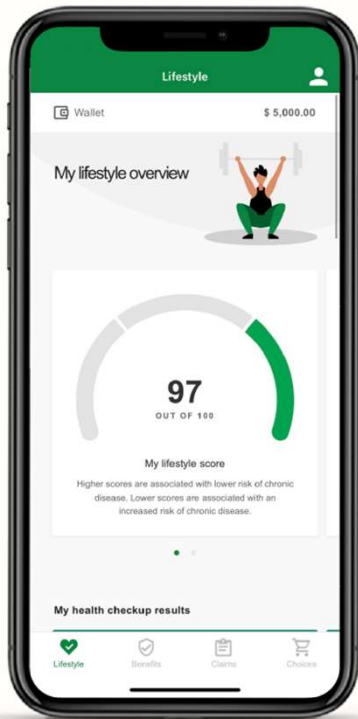 Lifestyle
Wallet
$ 5,000.00
My lifestyle overview
97
OUT OF 100
My lifestyle score
Higher scores are associated with lower risk of chronic
disease. Lower scores are associated with an
increased risk of chronic disease.
My health checkup results
Lifestyle
Benefits
Claims
Choices